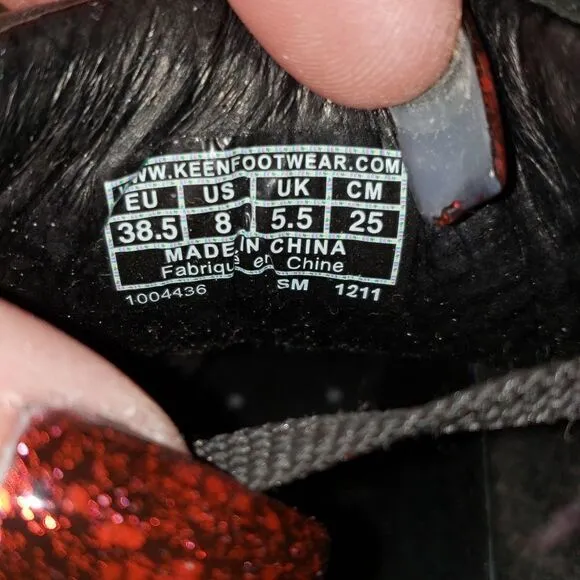 WWW.KEENFOOTWEAR.COM
EU US UK CM
38.5 8 5.5 25
MADE IN CHINA
Fabriqué en Chine
1004436 SM 1211